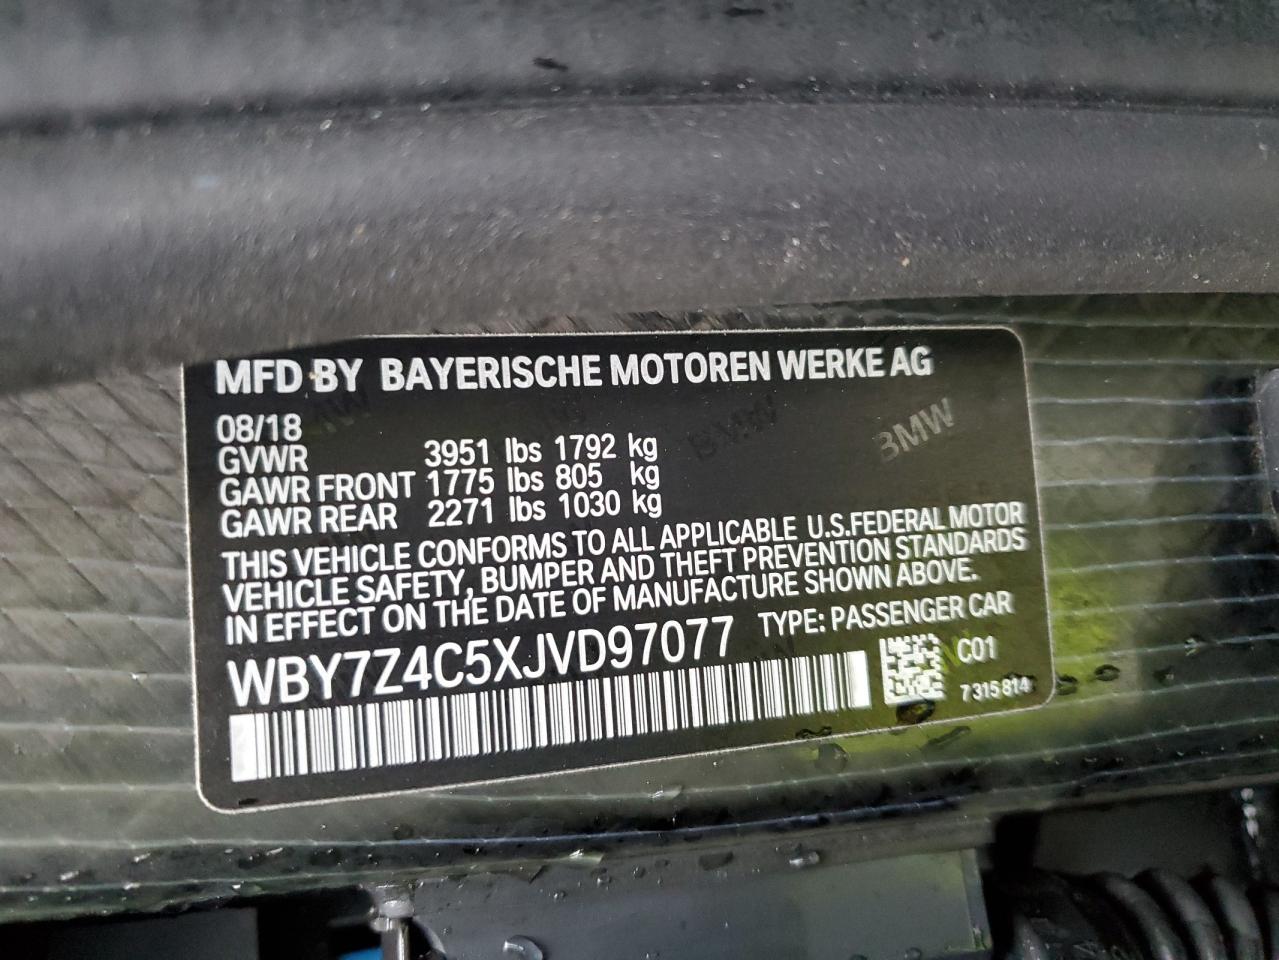 MFD BY BAYERISCHE MOTOREN WERKE AG
08/18
GVWR 3951 lbs 1792 kg
GAWR FRONT 1775 lbs 805 kg
GAWR REAR 2271 lbs 1030 kg
THIS VEHICLE CONFORMS TO ALL APPLICABLE U.S.FEDERAL MOTOR
VEHICLE SAFETY, BUMPER AND THEFT PREVENTION STANDARDS
IN EFFECT ON THE DATE OF MANUFACTURE SHOWN ABOVE.
WBY7Z4C5XJVD97077 TYPE: PASSENGER CAR
C01
7 315 814
BMW
BMW